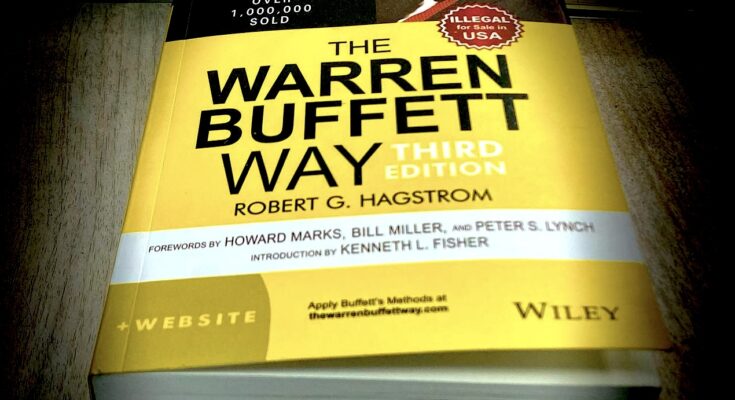 OVER
1,000,000
SOLD
ILLEGAL
for Sale in
USA
THE
WARREN
BUFFETT
WAY THIRD
EDITION
ROBERT G. HAGSTROM
FOREWORDS BY HOWARD MARKS, BILL MILLER, AND PETER S. LYNCH
INTRODUCTION BY KENNETH L. FISHER
+ WEBSITE
Apply Buffett's Methods at
thewarrenbuffettway.com
WILEY